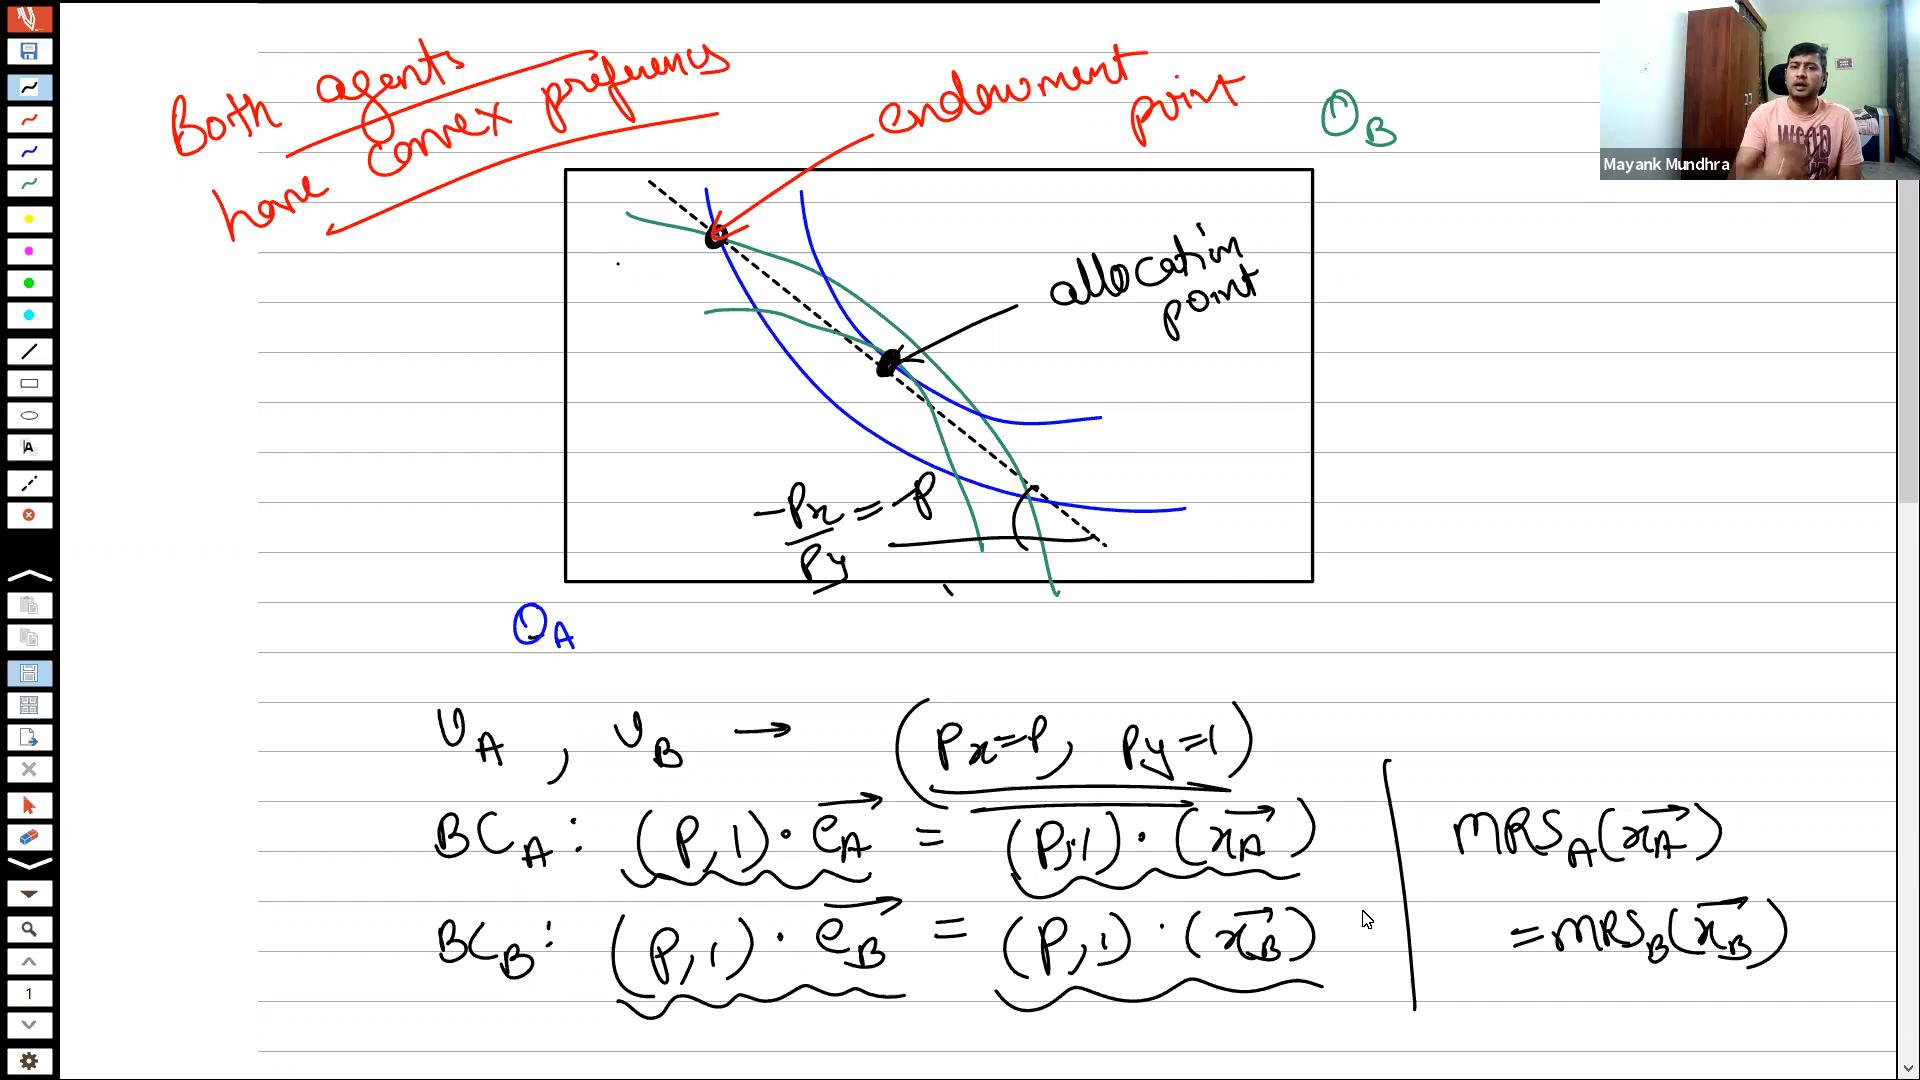 Both agents
have convex preferences
endowment
point
O_B
Mayank Mundhra
allocation
point
-Px/Py = -P
O_A
U_A , U_B → (Px=P, Py=1)
BC_A : (P,1) · e_A = (P,1) · (x_A)
BC_B : (P,1) · e_B = (P,1) · (x_B)
MRS_A(x_A)
= MRS_B(x_B)
A
1